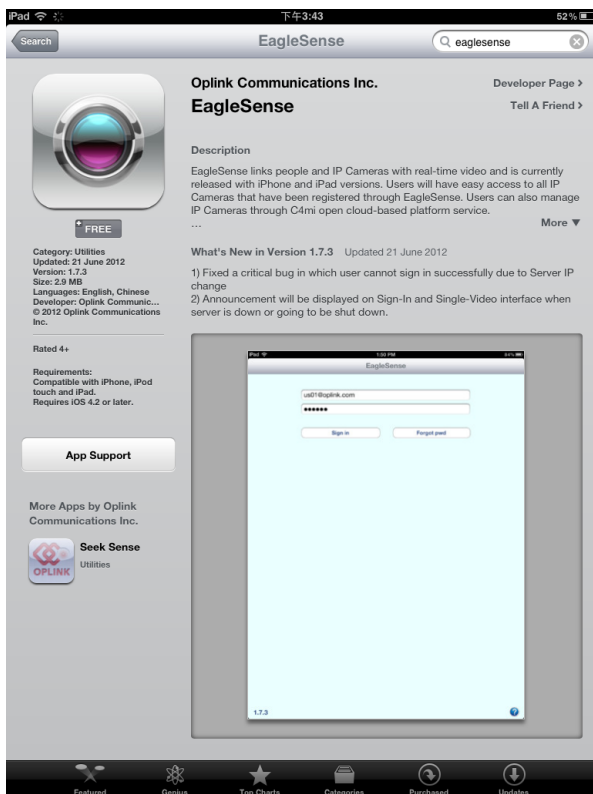 iPad 下午3:43 52%
Search EagleSense eaglesense
Oplink Communications Inc. Developer Page >
EagleSense Tell A Friend >
Description
EagleSense links people and IP Cameras with real-time video and is currently
released with iPhone and iPad versions. Users will have easy access to all IP
Cameras that have been registered through EagleSense. Users can also manage
IP Cameras through C4mi open cloud-based platform service.
... More ▼
FREE
Category: Utilities
Updated: 21 June 2012
Version: 1.7.3
Size: 2.9 MB
Languages: English, Chinese
Developer: Oplink Communic...
© 2012 Oplink Communications
Inc.
Rated 4+
Requirements:
Compatible with iPhone, iPod
touch and iPad.
Requires iOS 4.2 or later.
App Support
More Apps by Oplink
Communications Inc.
OPLINK
Seek Sense
Utilities
What's New in Version 1.7.3 Updated 21 June 2012
1) Fixed a critical bug in which user cannot sign in successfully due to Server IP
change
2) Announcement will be displayed on Sign-In and Single-Video interface when
server is down or going to be shut down.
iPad 1:50 PM 84%
EagleSense
us01@oplink.com
••••••
Sign in Forgot pwd
1.7.3 ?
Featured Genius Top Charts Categories Purchased Updates